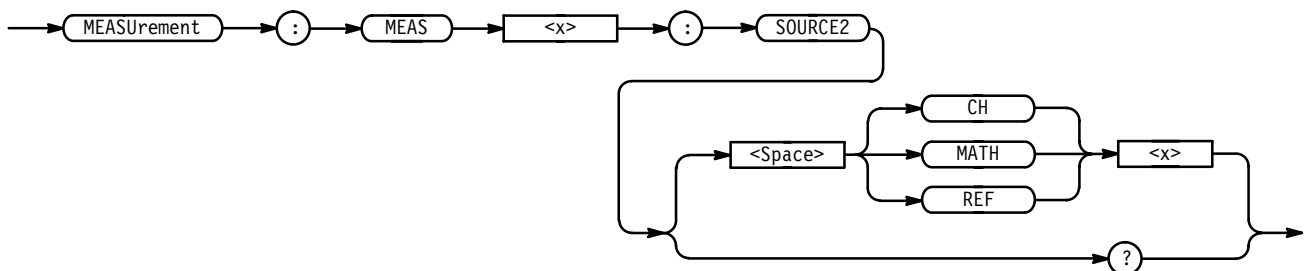 MEASUrement : MEAS <x> : SOURCE2
CH
<Space> MATH <x>
REF
?